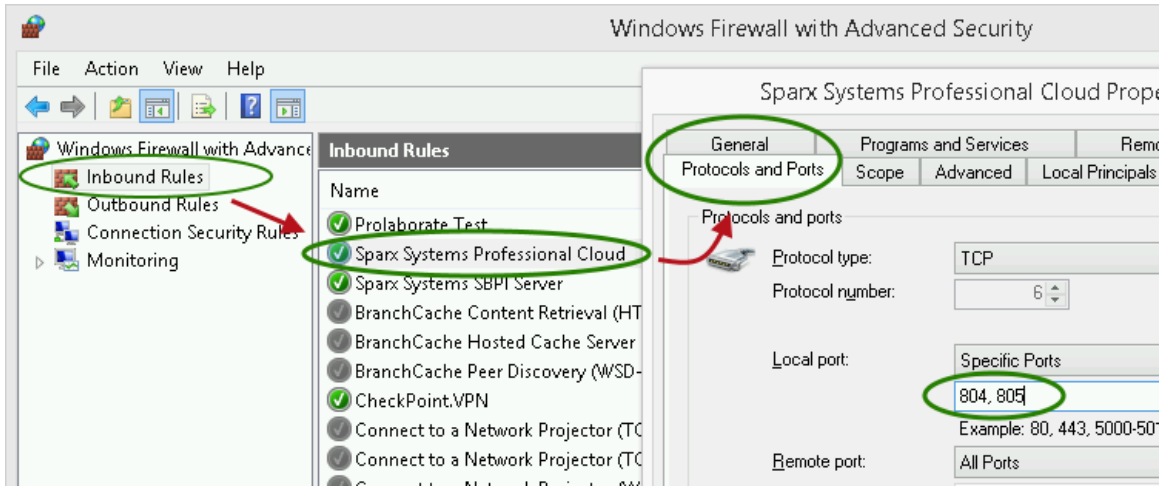 Windows Firewall with Advanced Security
File Action View Help
Sparx Systems Professional Cloud Prope
Windows Firewall with Advance
Inbound Rules
Outbound Rules
Connection Security Rules
Monitoring
Inbound Rules
Name
Prolaborate Test
Sparx Systems Professional Cloud
Sparx Systems SBPI Server
BranchCache Content Retrieval (HT
BranchCache Hosted Cache Server
BranchCache Peer Discovery (WSD-
CheckPoint.VPN
Connect to a Network Projector (TC
Connect to a Network Projector (TC
General Programs and Services Remo
Protocols and Ports Scope Advanced Local Principals
Protocols and ports
Protocol type: TCP
Protocol number: 6
Local port: Specific Ports
804, 805
Example: 80, 443, 5000-501
Remote port: All Ports